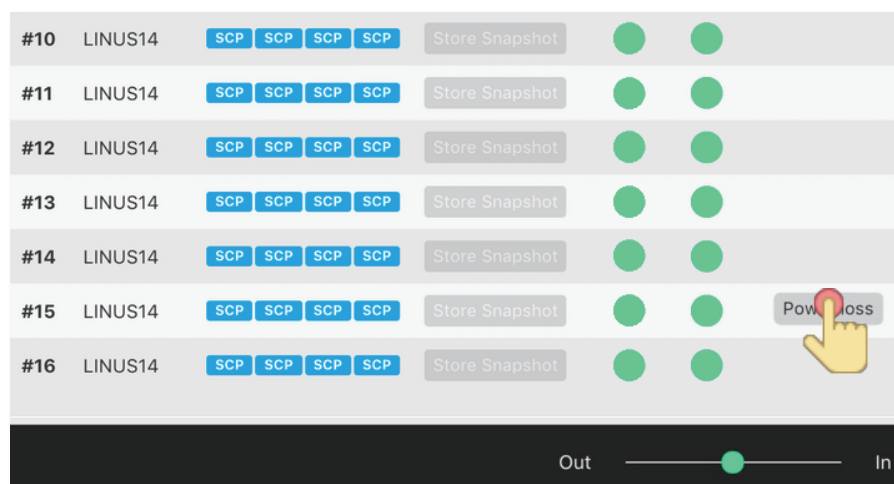 #10 LINUS14 SCP SCP SCP SCP Store Snapshot
#11 LINUS14 SCP SCP SCP SCP Store Snapshot
#12 LINUS14 SCP SCP SCP SCP Store Snapshot
#13 LINUS14 SCP SCP SCP SCP Store Snapshot
#14 LINUS14 SCP SCP SCP SCP Store Snapshot
#15 LINUS14 SCP SCP SCP SCP Store Snapshot loss
#16 LINUS14 SCP SCP SCP SCP Store Snapshot
Out In